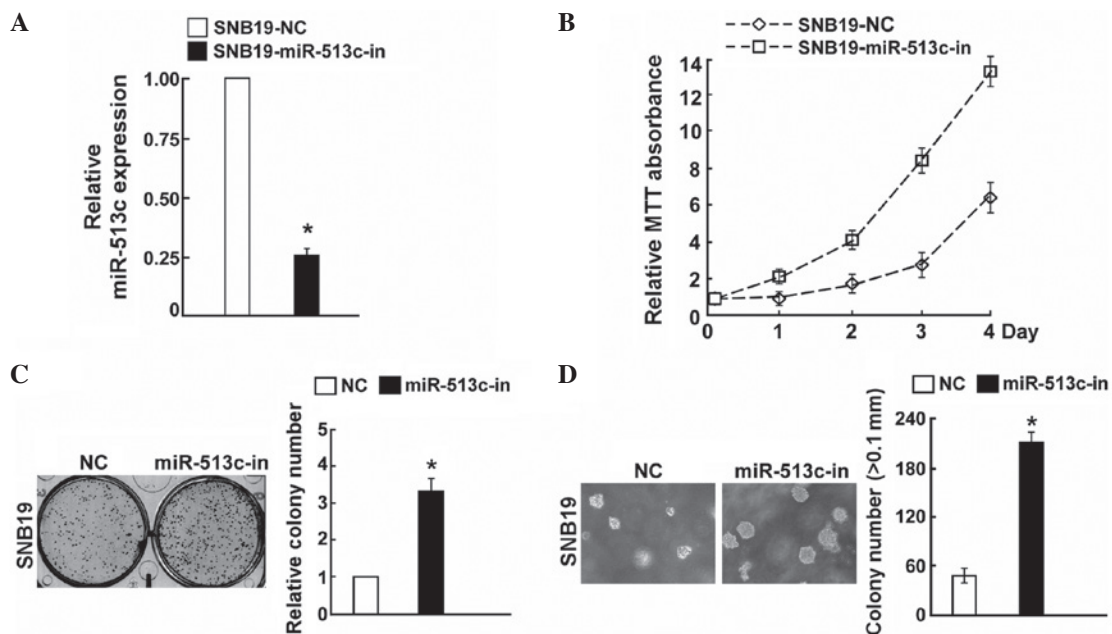 A
SNB19-NC
SNB19-miR-513c-in
Relative
miR-513c expression
1.00
0.75
0.50
0.25
0
*
B
SNB19-NC
SNB19-miR-513c-in
Relative MTT absorbance
14
12
10
8
6
4
2
0
0 1 2 3 4 Day
C
NC miR-513c-in
NC miR-513c-in
SNB19
Relative colony number
5
4
3
2
1
0
*
D
NC miR-513c-in
NC miR-513c-in
SNB19
Colony number (>0.1 mm)
240
180
120
60
0
*